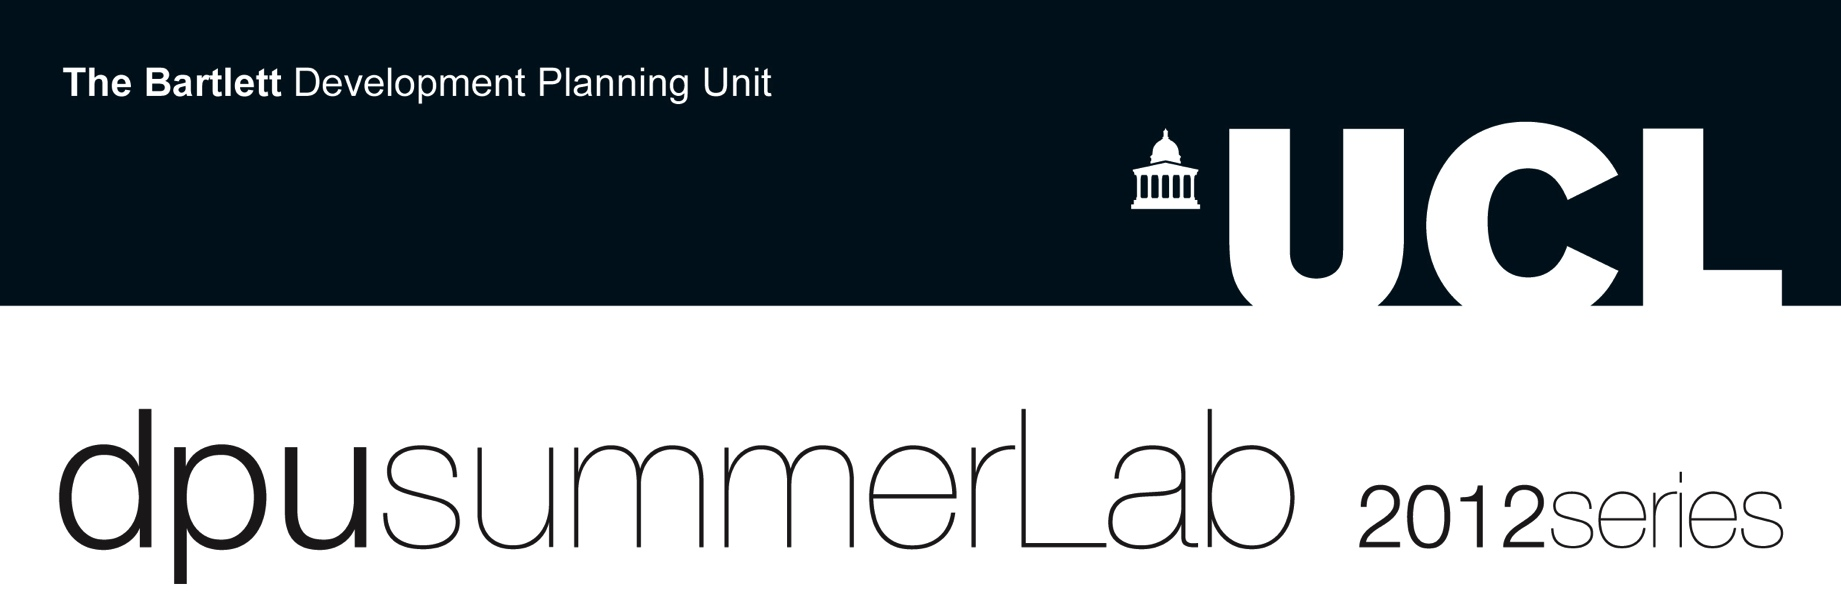 The Bartlett Development Planning Unit
UCL
dpusummerLab 2012series